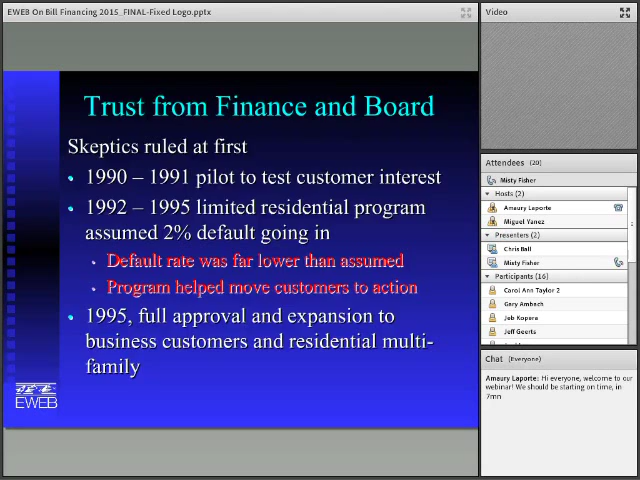 EWEB On Bill Financing 2015_FINAL-Fixed Logo.pptx
Trust from Finance and Board
Skeptics ruled at first
• 1990 – 1991 pilot to test customer interest
• 1992 – 1995 limited residential program
assumed 2% default going in
• Default rate was far lower than assumed
• Program helped move customers to action
• 1995, full approval and expansion to
business customers and residential multi-
family
EWEB
Video
Attendees (20)
Misty Fisher
Hosts (2)
Amaury Laporte
Miguel Yanez
Presenters (2)
Chris Ball
Misty Fisher
Participants (16)
Carol Ann Taylor 2
Gery Ambach
Jeb Kopera
Jeff Geerts
Chat (Everyone)
Amaury Laporte: Hi everyone, welcome to our
webinar! We should be starting on time, in
7mn